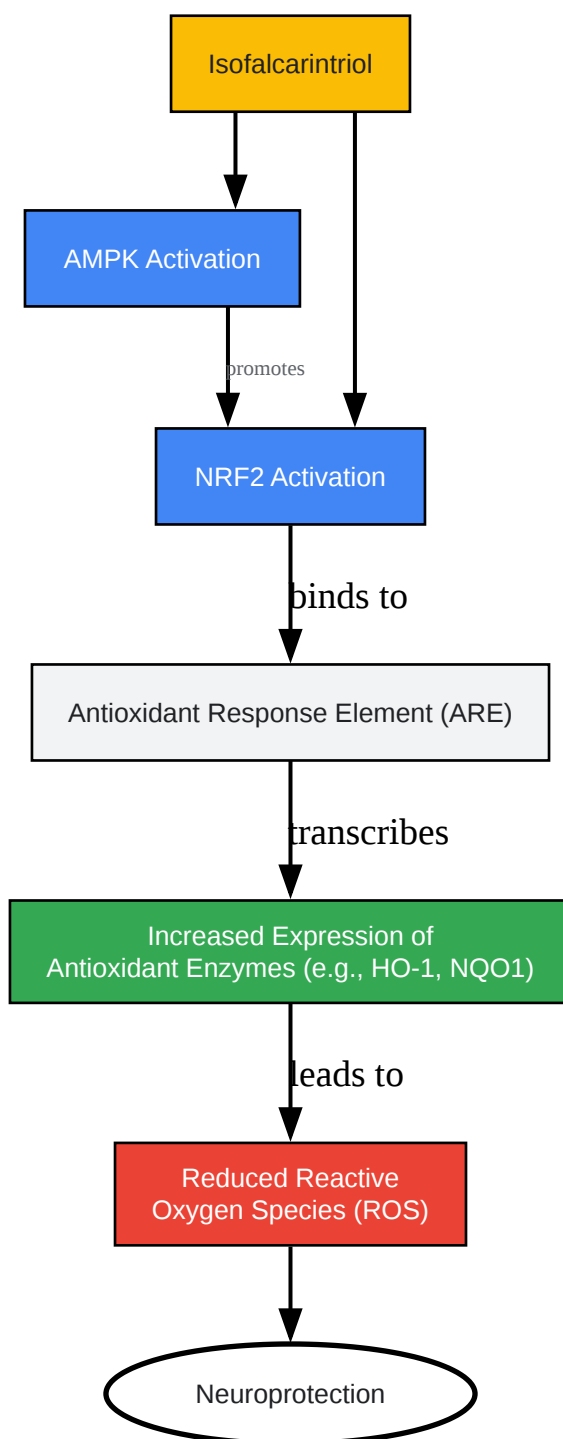 Isofalcarintriol
AMPK Activation
promotes
NRF2 Activation
binds to
Antioxidant Response Element (ARE)
transcribes
Increased Expression of
Antioxidant Enzymes (e.g., HO-1, NQO1)
leads to
Reduced Reactive
Oxygen Species (ROS)
Neuroprotection